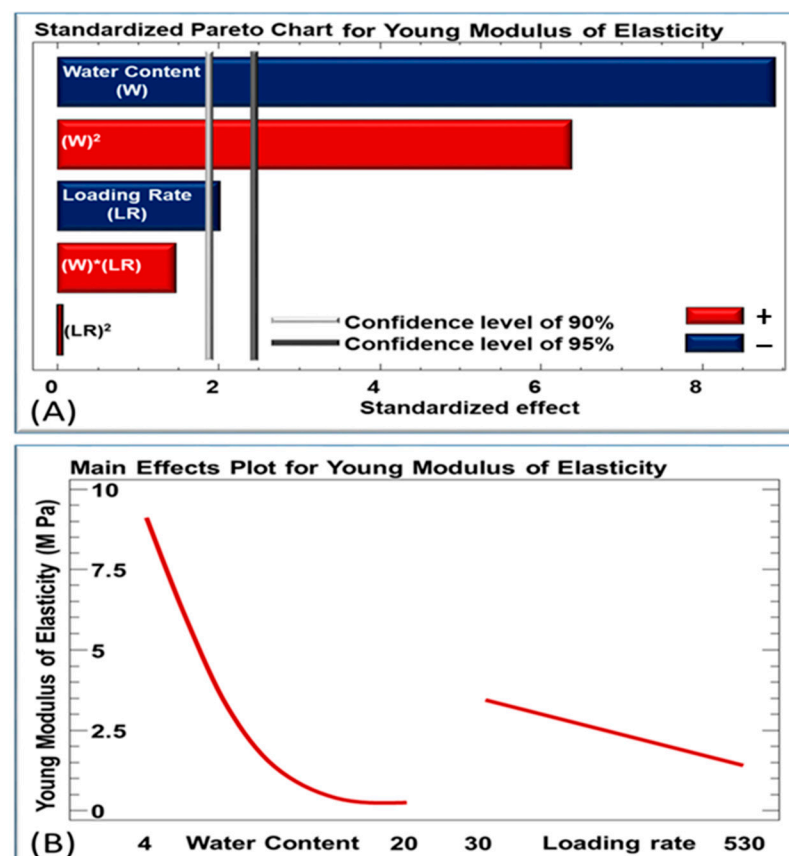 Standardized Pareto Chart for Young Modulus of Elasticity
Water Content
(W)
(W)²
Loading Rate
(LR)
(W)*(LR)
(LR)²
Confidence level of 90%
Confidence level of 95%
+
−
0 2 4 6 8
Standardized effect
(A)
Main Effects Plot for Young Modulus of Elasticity
Young Modulus of Elasticity (M Pa)
10
7.5
5
2.5
0
4 Water Content 20 30 Loading rate 530
(B)